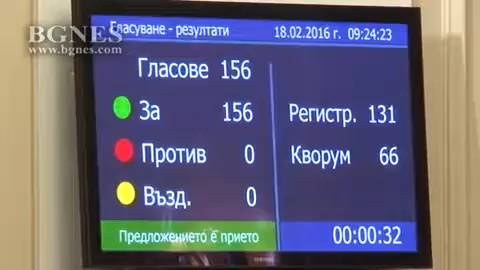 BGNES
www.bgnes.com
Гласуване - резултати 18.02.2016 г. 09:24:23
Гласове 156
За 156
Против 0
Възд. 0
Регистр. 131
Кворум 66
Предложението е прието
00:00:32